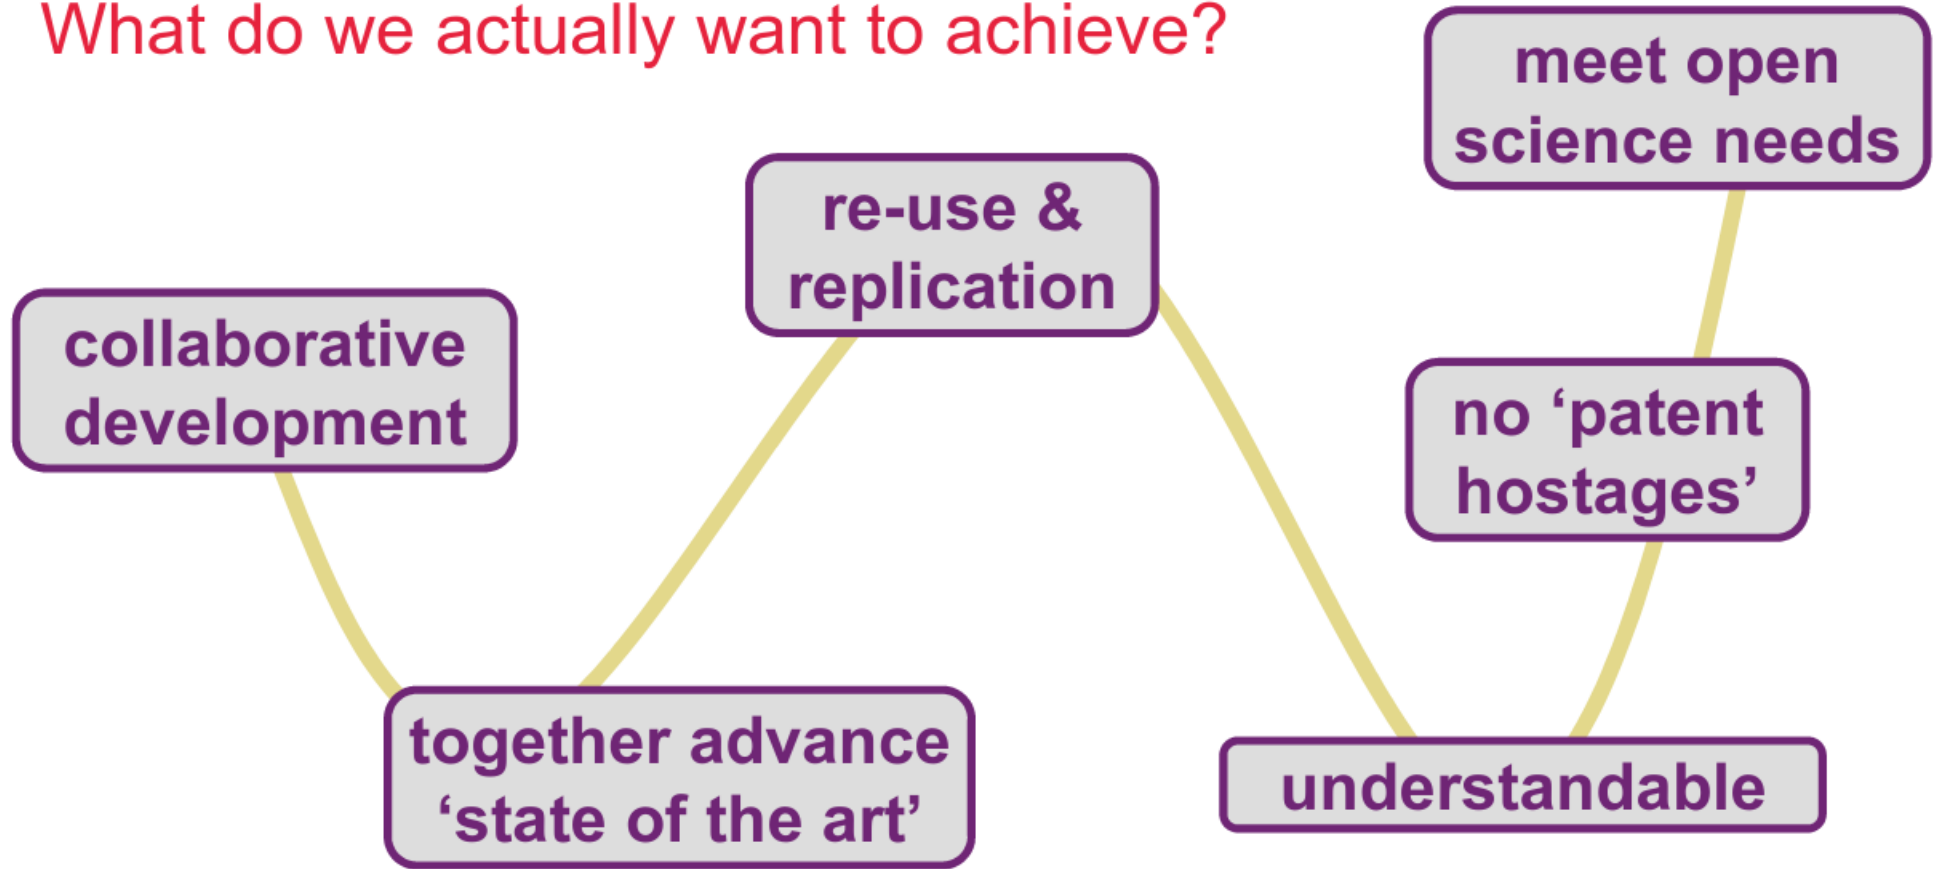 What do we actually want to achieve?
meet open
science needs
re-use &
replication
collaborative
development
no ‘patent
hostages’
together advance
‘state of the art’
understandable